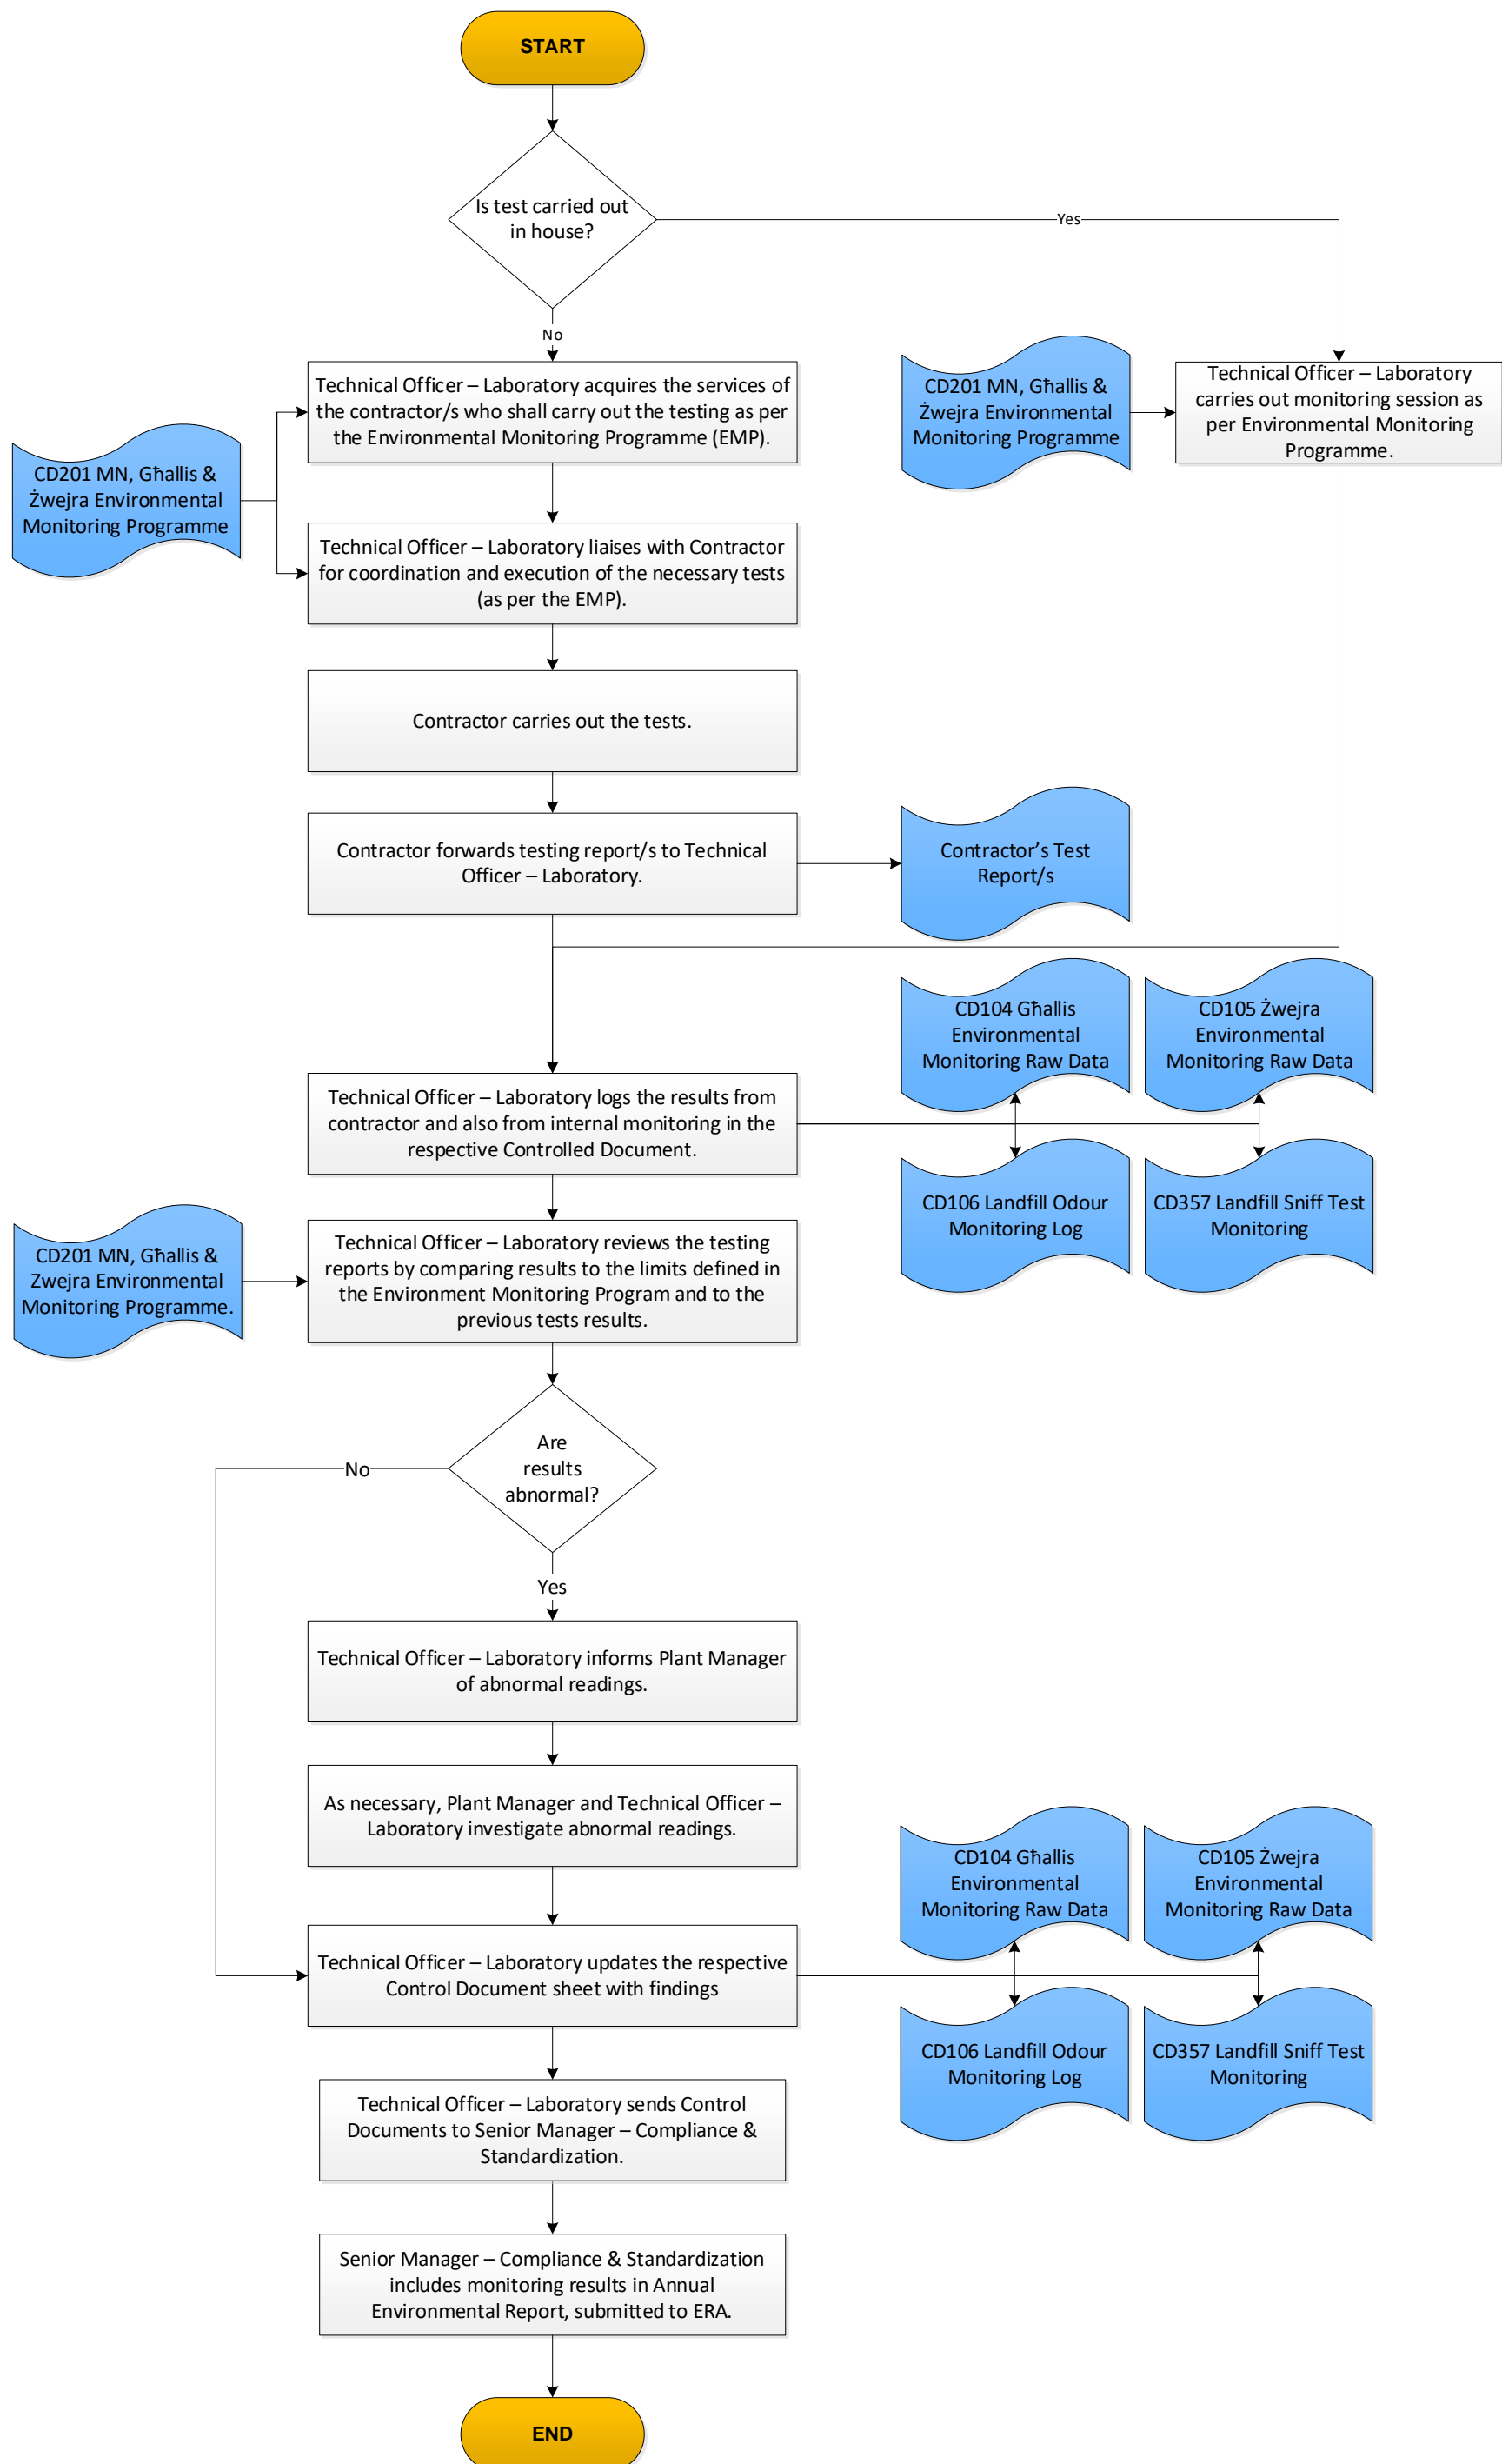 START
Is test carried out
in house?
Yes
No
Technical Officer – Laboratory acquires the services of
the contractor/s who shall carry out the testing as per
the Environmental Monitoring Programme (EMP).
CD201 MN, Għallis &
Żwejra Environmental
Monitoring Programme
Technical Officer – Laboratory
carries out monitoring session as
per Environmental Monitoring
Programme.
CD201 MN, Għallis &
Żwejra Environmental
Monitoring Programme
Technical Officer – Laboratory liaises with Contractor
for coordination and execution of the necessary tests
(as per the EMP).
Contractor carries out the tests.
Contractor forwards testing report/s to Technical
Officer – Laboratory.
Contractor’s Test
Report/s
CD104 Għallis
Environmental
Monitoring Raw Data
CD105 Żwejra
Environmental
Monitoring Raw Data
Technical Officer – Laboratory logs the results from
contractor and also from internal monitoring in the
respective Controlled Document.
CD106 Landfill Odour
Monitoring Log
CD357 Landfill Sniff Test
Monitoring
CD201 MN, Għallis &
Zwejra Environmental
Monitoring Programme.
Technical Officer – Laboratory reviews the testing
reports by comparing results to the limits defined in
the Environment Monitoring Program and to the
previous tests results.
Are
results
abnormal?
No
Yes
Technical Officer – Laboratory informs Plant Manager
of abnormal readings.
As necessary, Plant Manager and Technical Officer –
Laboratory investigate abnormal readings.
CD104 Għallis
Environmental
Monitoring Raw Data
CD105 Żwejra
Environmental
Monitoring Raw Data
Technical Officer – Laboratory updates the respective
Control Document sheet with findings
CD106 Landfill Odour
Monitoring Log
CD357 Landfill Sniff Test
Monitoring
Technical Officer – Laboratory sends Control
Documents to Senior Manager – Compliance &
Standardization.
Senior Manager – Compliance & Standardization
includes monitoring results in Annual
Environmental Report, submitted to ERA.
END